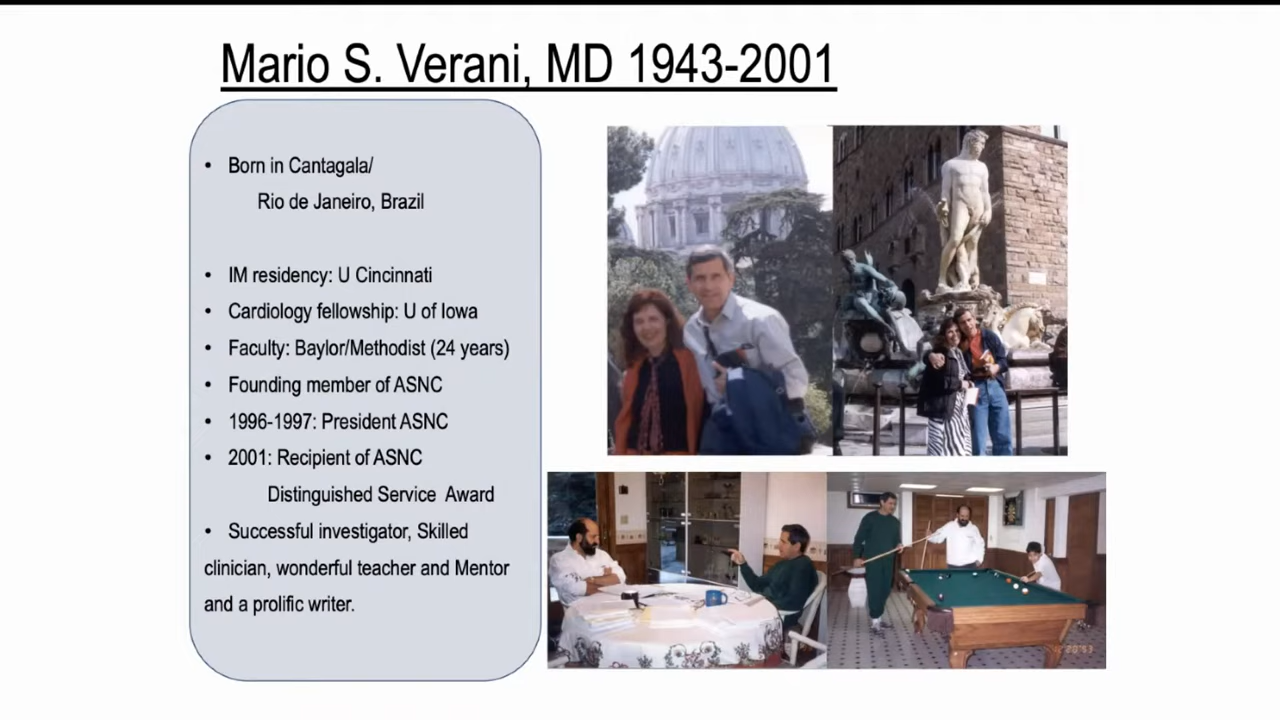 Mario S. Verani, MD 1943-2001
• Born in Cantagala/
Rio de Janeiro, Brazil
• IM residency: U Cincinnati
• Cardiology fellowship: U of Iowa
• Faculty: Baylor/Methodist (24 years)
• Founding member of ASNC
• 1996-1997: President ASNC
• 2001: Recipient of ASNC
Distinguished Service Award
• Successful investigator, Skilled
clinician, wonderful teacher and Mentor
and a prolific writer.